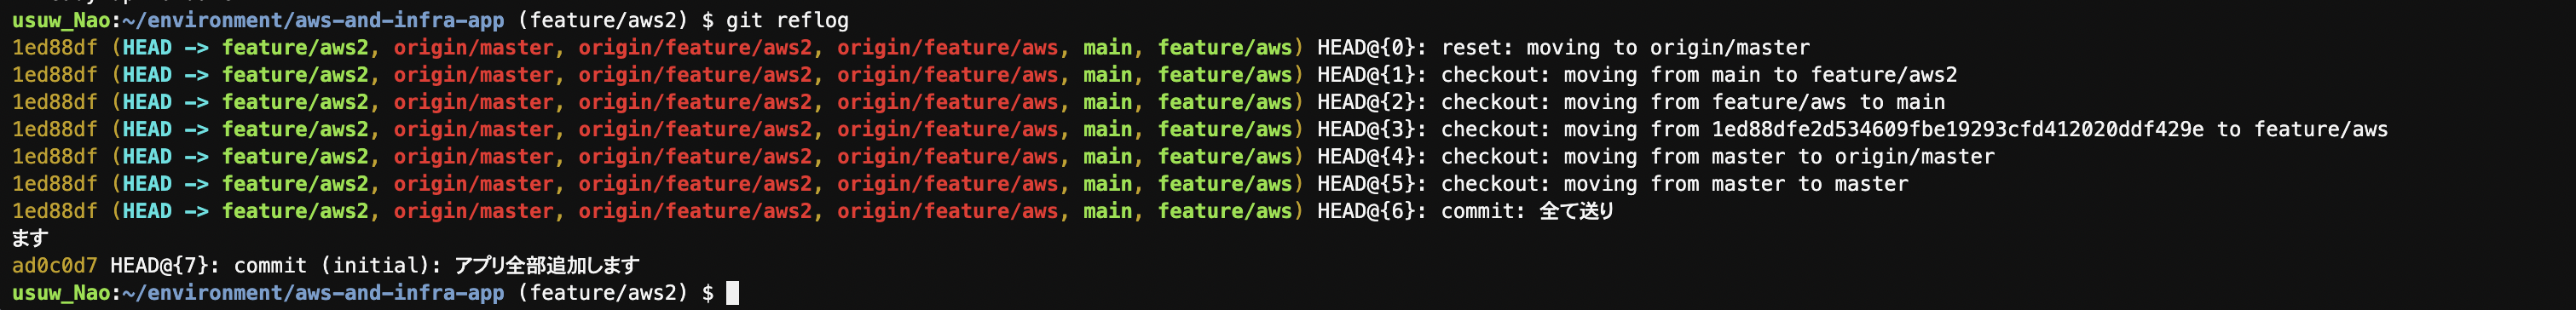 usuw_Nao:~/environment/aws-and-infra-app (feature/aws2) $ git reflog
1ed88df (HEAD -> feature/aws2, origin/master, origin/feature/aws2, origin/feature/aws, main, feature/aws) HEAD@{0}: reset: moving to origin/master
1ed88df (HEAD -> feature/aws2, origin/master, origin/feature/aws2, origin/feature/aws, main, feature/aws) HEAD@{1}: checkout: moving from main to feature/aws2
1ed88df (HEAD -> feature/aws2, origin/master, origin/feature/aws2, origin/feature/aws, main, feature/aws) HEAD@{2}: checkout: moving from feature/aws to main
1ed88df (HEAD -> feature/aws2, origin/master, origin/feature/aws2, origin/feature/aws, main, feature/aws) HEAD@{3}: checkout: moving from 1ed88dfe2d534609fbe19293cfd412020ddf429e to feature/aws
1ed88df (HEAD -> feature/aws2, origin/master, origin/feature/aws2, origin/feature/aws, main, feature/aws) HEAD@{4}: checkout: moving from master to origin/master
1ed88df (HEAD -> feature/aws2, origin/master, origin/feature/aws2, origin/feature/aws, main, feature/aws) HEAD@{5}: checkout: moving from master to master
1ed88df (HEAD -> feature/aws2, origin/master, origin/feature/aws2, origin/feature/aws, main, feature/aws) HEAD@{6}: commit: 全て送り
ます
ad0c0d7 HEAD@{7}: commit (initial): アプリ全部追加します
usuw_Nao:~/environment/aws-and-infra-app (feature/aws2) $